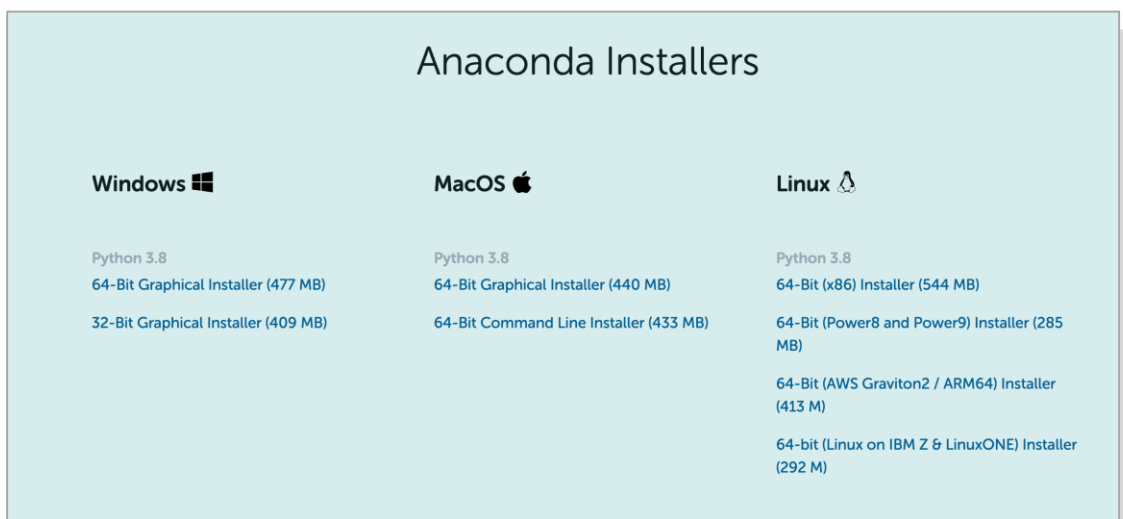 Anaconda Installers
Windows
Python 3.8
64-Bit Graphical Installer (477 MB)
32-Bit Graphical Installer (409 MB)
MacOS
Python 3.8
64-Bit Graphical Installer (440 MB)
64-Bit Command Line Installer (433 MB)
Linux
Python 3.8
64-Bit (x86) Installer (544 MB)
64-Bit (Power8 and Power9) Installer (285
MB)
64-Bit (AWS Graviton2 / ARM64) Installer
(413 M)
64-bit (Linux on IBM Z & LinuxONE) Installer
(292 M)